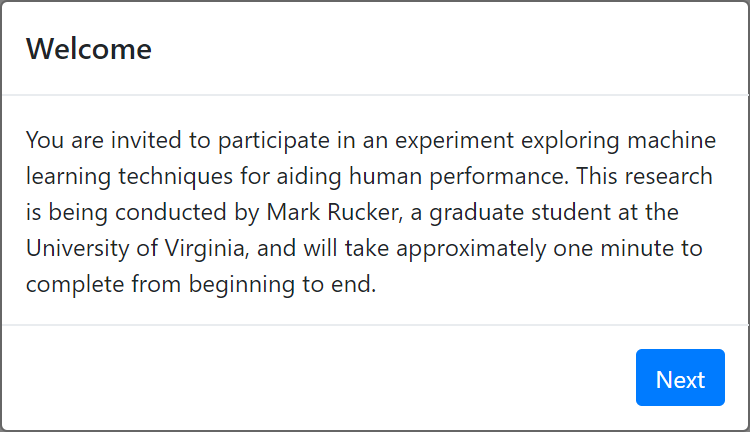 Welcome
You are invited to participate in an experiment exploring machine
learning techniques for aiding human performance. This research
is being conducted by Mark Rucker, a graduate student at the
University of Virginia, and will take approximately one minute to
complete from beginning to end.
Next